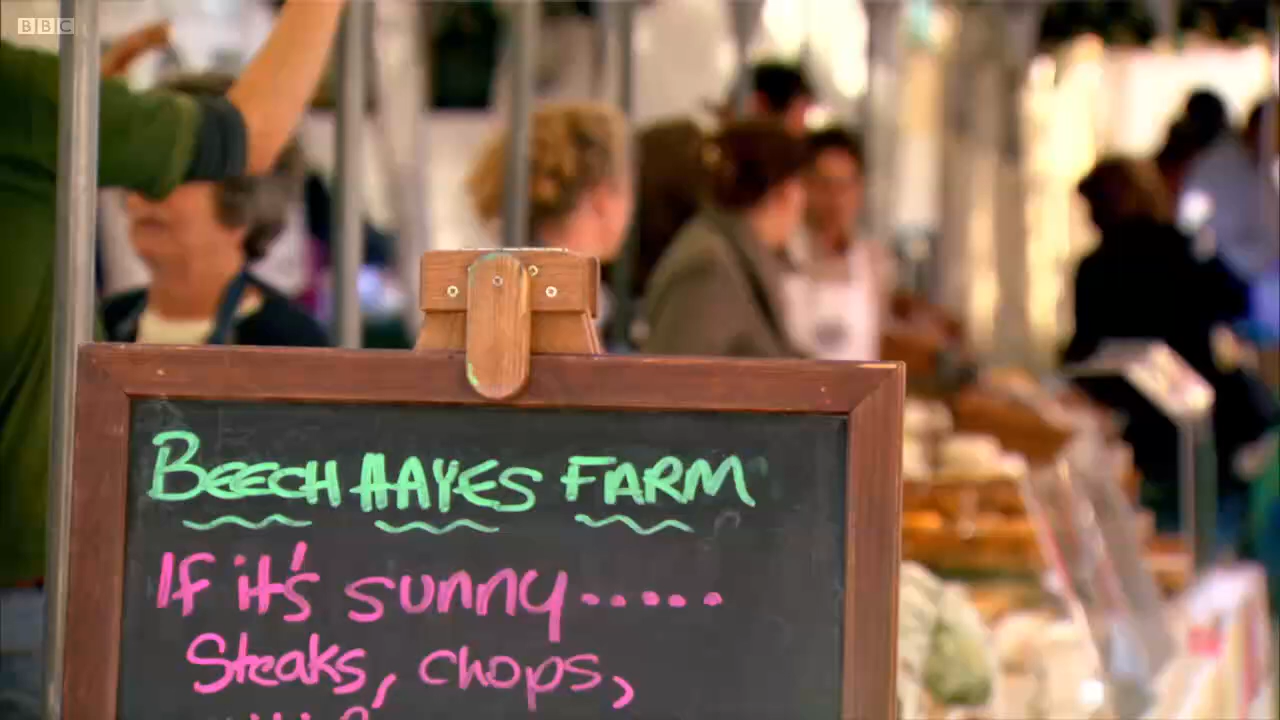 BBC
BEECH HAYES FARM
If it's sunny.....
Steaks, chops,